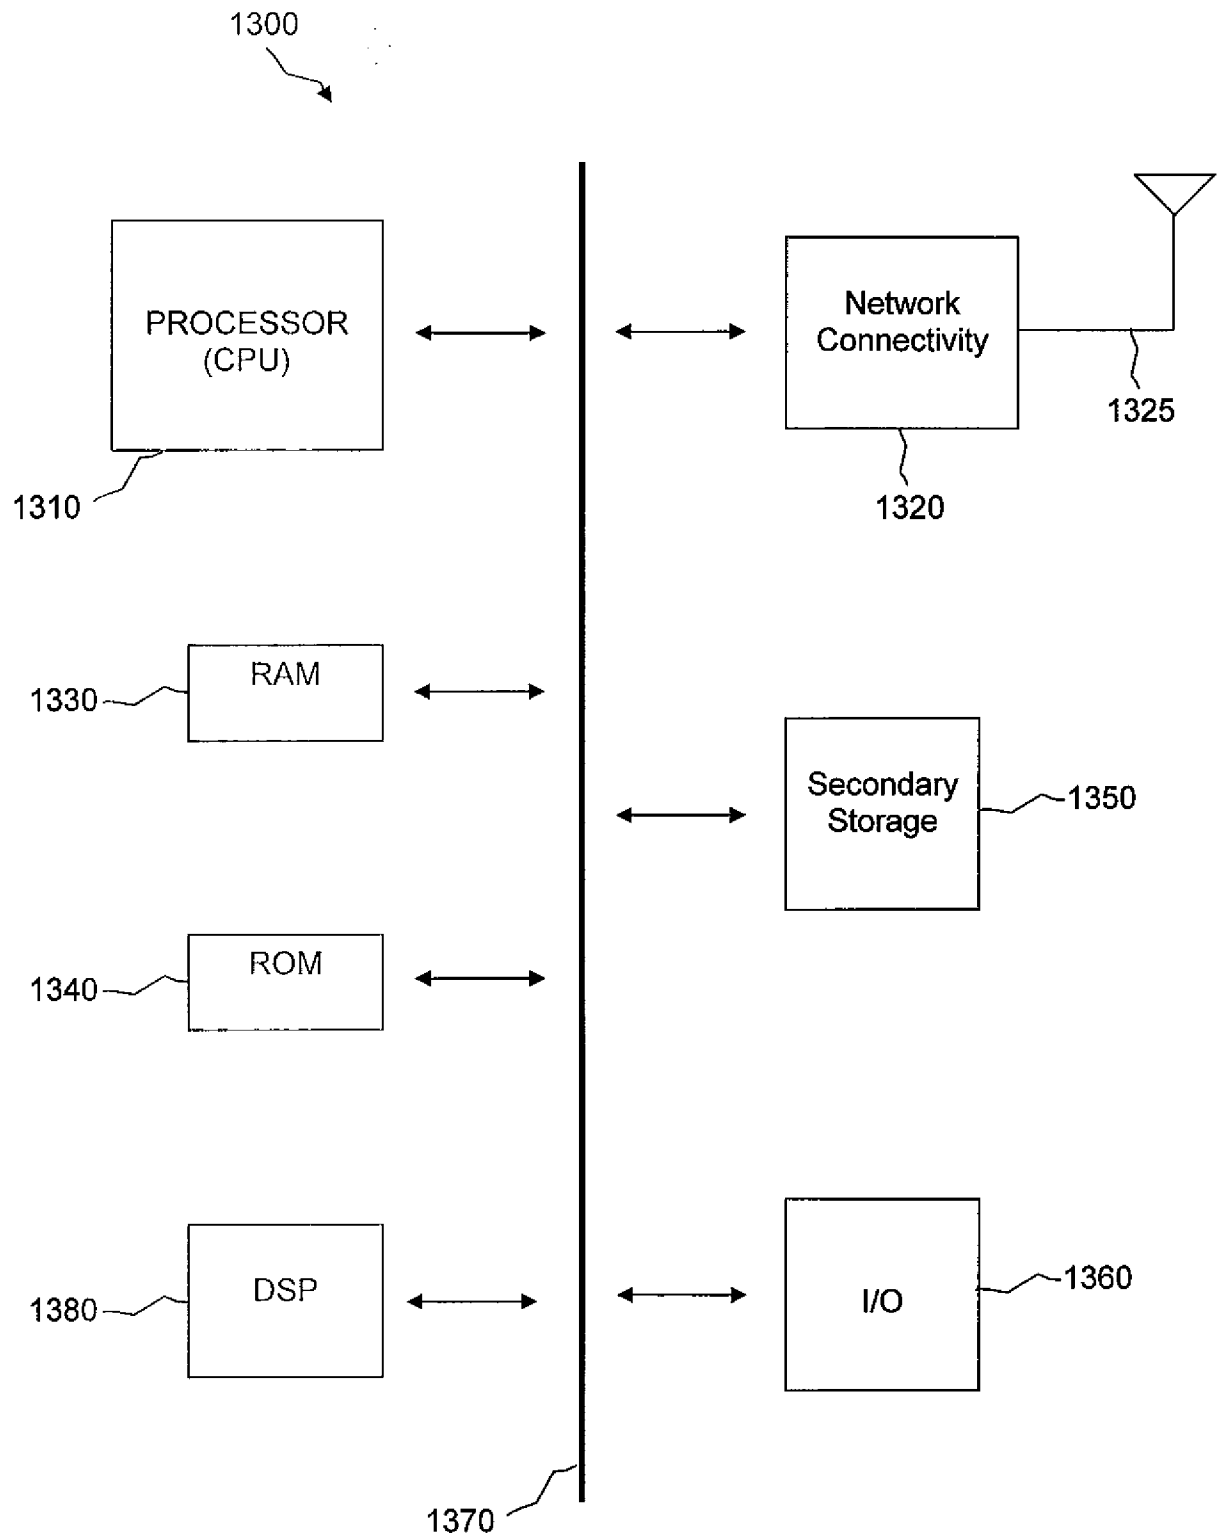 1300
PROCESSOR
(CPU)
1310
Network
Connectivity
1325
1320
RAM
1330
Secondary
Storage
1350
ROM
1340
DSP
1380
I/O
1360
1370